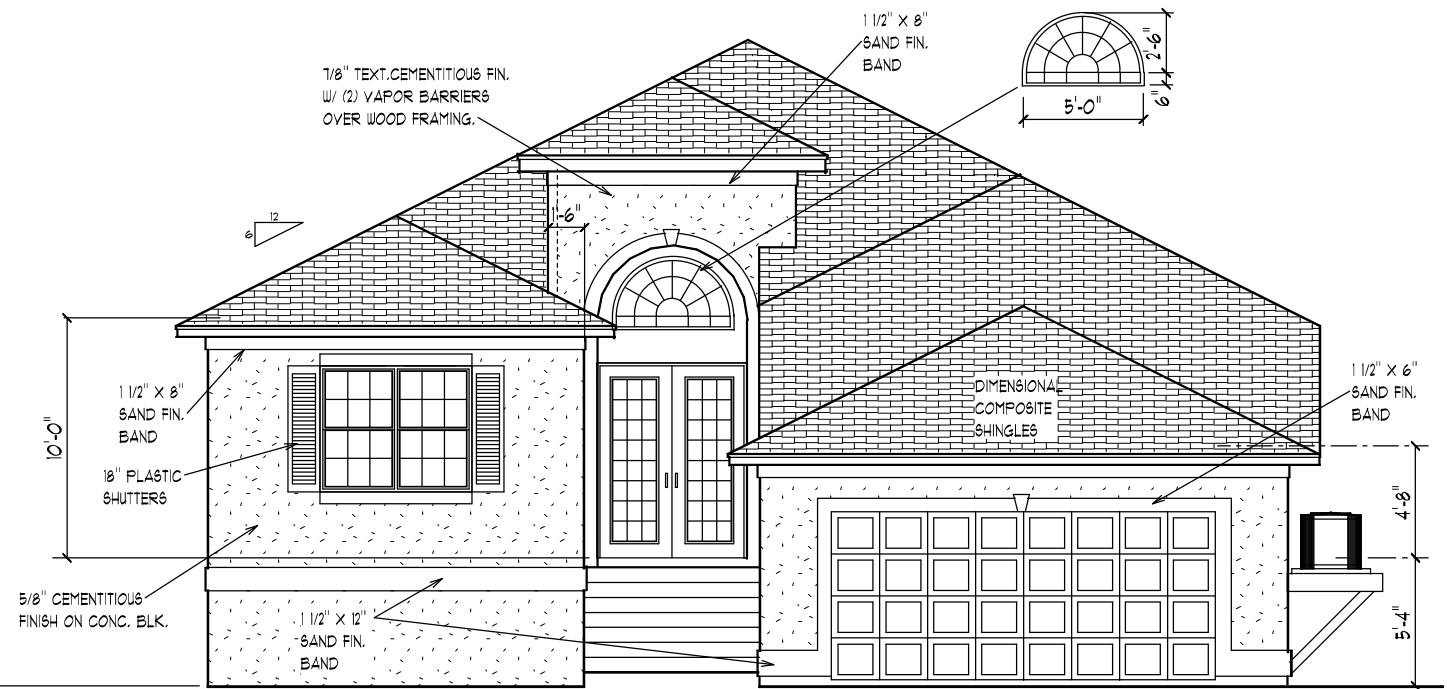 1 1/2" X 8"
SAND FIN.
BAND
2'-6"
6"
5'-0"
7/8" TEXT.CEMENTITIOUS FIN.
W/ (2) VAPOR BARRIERS
OVER WOOD FRAMING.
12
6
-6"
10'-0"
1 1/2" X 8"
SAND FIN.
BAND
18" PLASTIC
SHUTTERS
5/8" CEMENTITIOUS
FINISH ON CONC. BLK.
1 1/2" X 12"
SAND FIN.
BAND
DIMENSIONAL
COMPOSITE
SHINGLES
1 1/2" X 6"
SAND FIN.
BAND
4'-8"
5'-4"